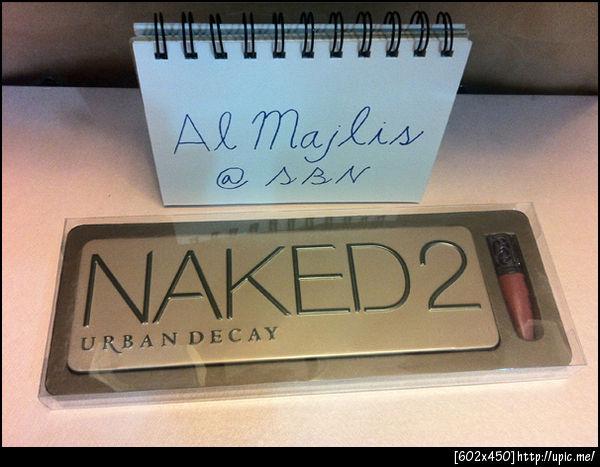 Al Majlis
@ SBN
NAKED2
URBAN DECAY
[602x450]http://upic.me/